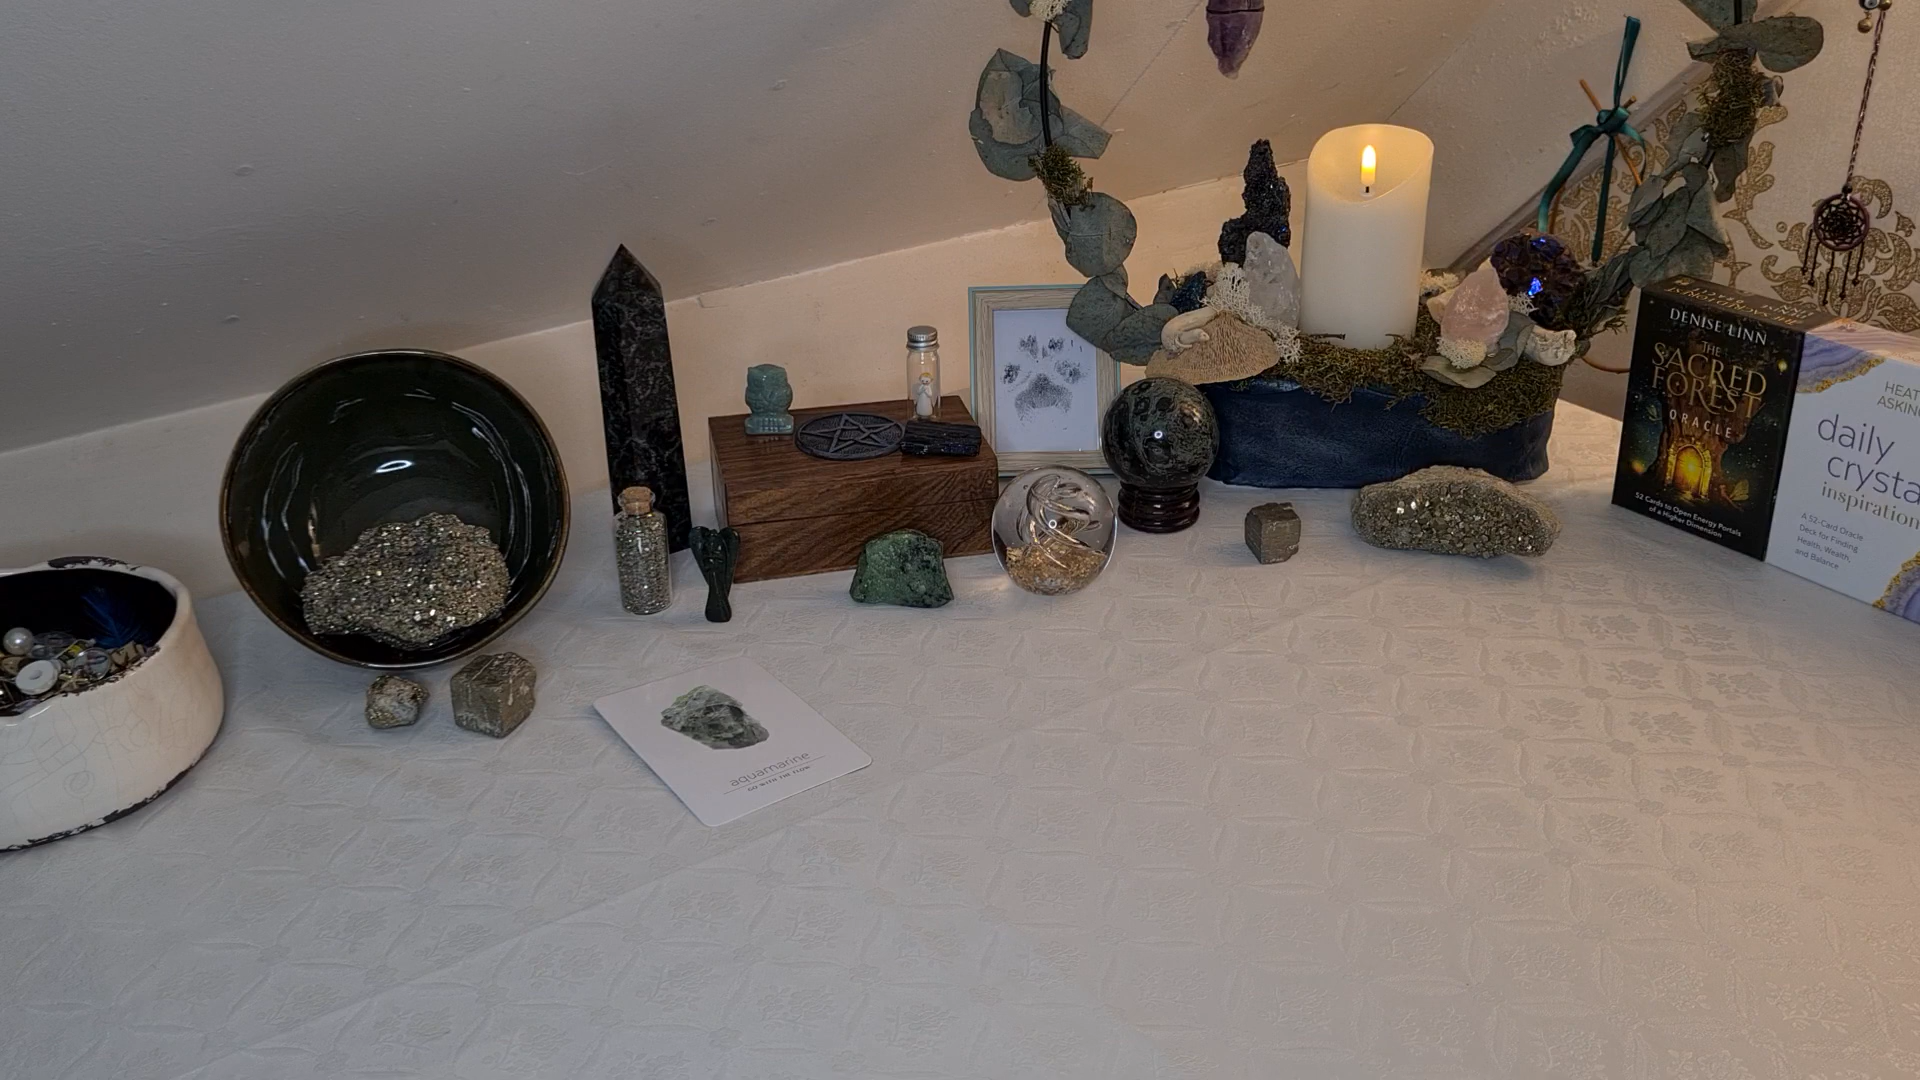 DENISE LINN
THE
SACRED
FOREST
ORACLE
52 Cards to Open Energy Portals
of a Higher Dimension
HEAT
ASKIN
daily
crysta
inspiration
A 52-Card Oracle
Deck for Finding
Health, Wealth,
and Balance
aquamarine
GO WITH THE FLOW